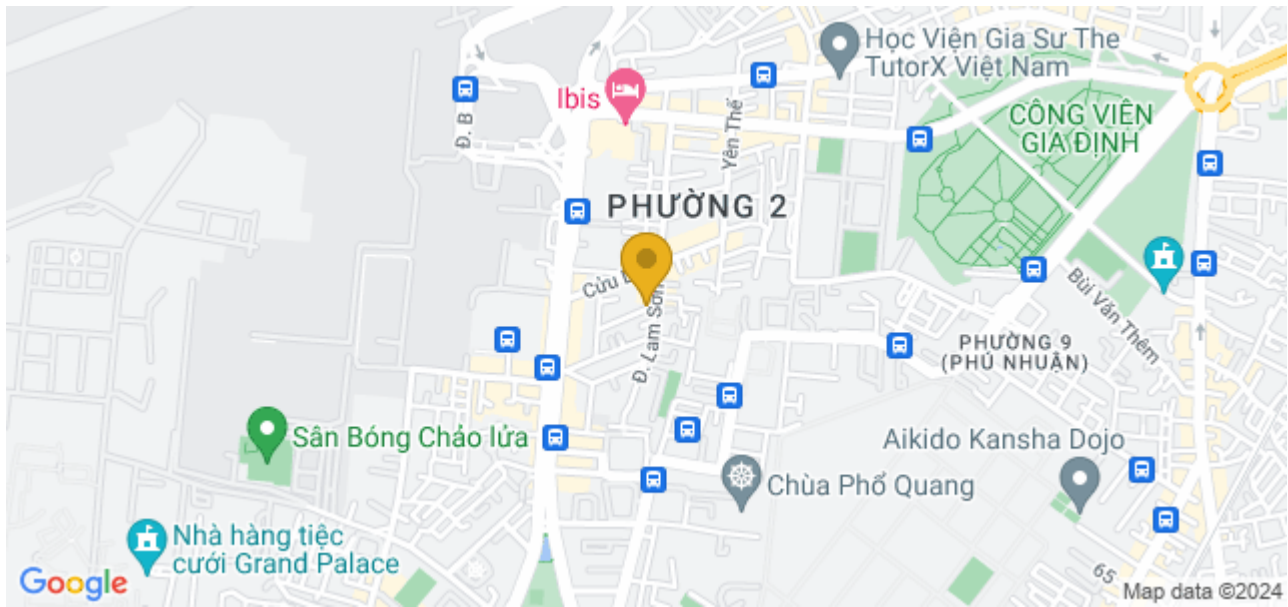 Học Viện Gia Sư The
TutorX Việt Nam
Đ. B
Ibis
Yên Thế
CÔNG VIÊN
GIA ĐỊNH
PHƯỜNG 2
Cửu
Đ. Lam Sơn
Bùi Văn Thêm
PHƯỜNG 9
(PHÚ NHUẬN)
Sân Bóng Chảo lửa
Aikido Kansha Dojo
Chùa Phổ Quang
Nhà hàng tiệc
cưới Grand Palace
65
Google
Map data ©2024